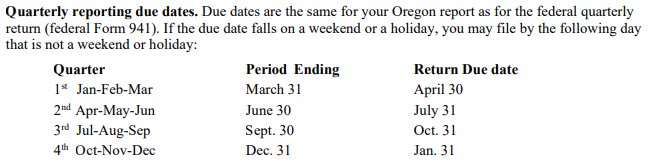 Quarterly reporting due dates. Due dates are the same for your Oregon report as for the federal quarterly
return (federal Form 941). If the due date falls on a weekend or a holiday, you may file by the following day
that is not a weekend or holiday:
Quarter Period Ending Return Due date
1st Jan-Feb-Mar March 31 April 30
2nd Apr-May-Jun June 30 July 31
3rd Jul-Aug-Sep Sept. 30 Oct. 31
4th Oct-Nov-Dec Dec. 31 Jan. 31